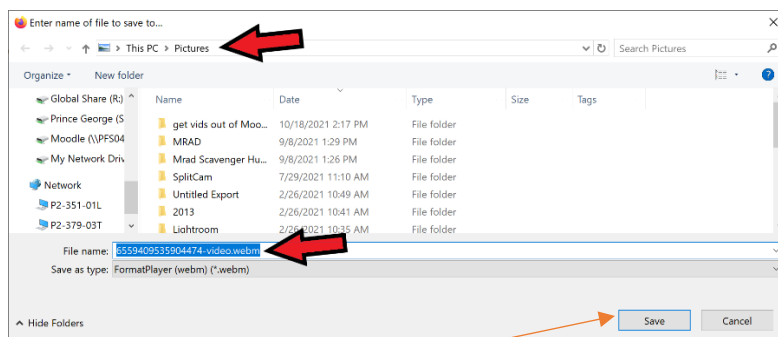 Enter name of file to save to...
This PC > Pictures
Search Pictures
Organize
New folder
Global Share (R:)
Prince George (S
Moodle (\\PFS04
My Network Driv
Network
P2-351-01L
P2-379-03T
Name Date Type Size Tags
get vids out of Moo... 10/18/2021 2:17 PM File folder
MRAD 9/8/2021 1:29 PM File folder
Mrad Scavenger Hu... 9/8/2021 1:26 PM File folder
SplitCam 7/29/2021 11:10 AM File folder
Untitled Export 2/26/2021 10:49 AM File folder
2013 2/26/2021 10:41 AM File folder
Lightroom 2/26/2021 10:35 AM File folder
File name: 6559409535904474-video.webm
Save as type: FormatPlayer (webm) (*.webm)
Hide Folders
Save
Cancel